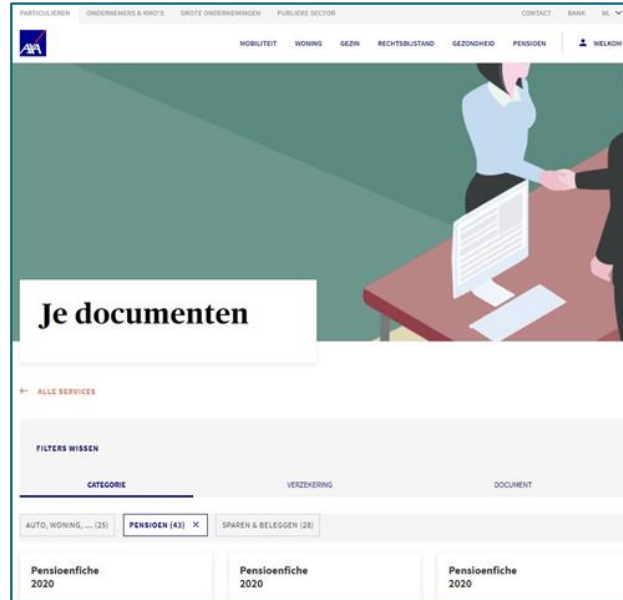 PARTICULIEREN ONDERNEMERS & KMO'S GROTE ONDERNEMINGEN PUBLIEKE SECTOR CONTACT BANK NL
AXA MOBILITEIT WONING GEZIN RECHTSBIJSTAND GEZONDHEID PENSIOEN WELKOM
Je documenten
← ALLE SERVICES
FILTERS WISSEN
CATEGORIE VERZEKERING DOCUMENT
AUTO, WONING, ... (25) PENSIOEN (43) X SPAREN & BELEGGEN (28)
Pensioenfiche Pensioenfiche Pensioenfiche
2020 2020 2020